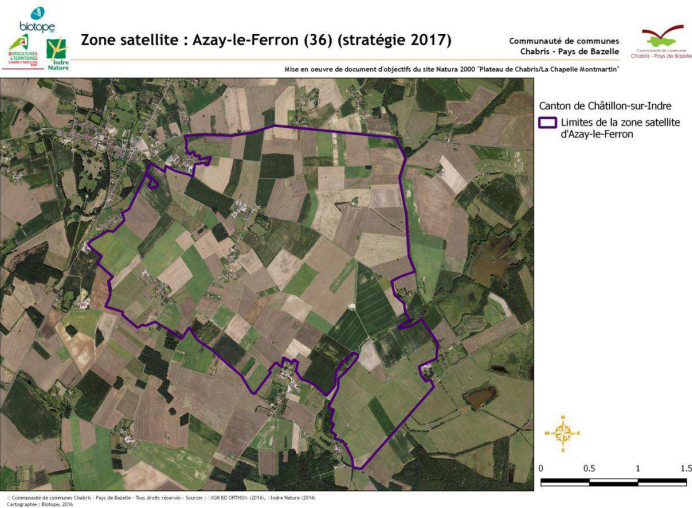 biotope
AGRICULTURES
& TERRITOIRES
Indre
Nature
Zone satellite : Azay-le-Ferron (36) (stratégie 2017)
Communauté de communes
Chabris - Pays de Bazelle
Communauté de communes
Chabris - Pays de Bazelle
Mise en oeuvre de document d'objectifs du site Natura 2000 "Plateau de Chabris/La Chapelle Montmartin"
Canton de Châtillon-sur-Indre
Limites de la zone satellite
d'Azay-le-Ferron
0 0.5 1 1.5
© Communauté de communes Chabris - Pays de Bazelle - Tous droits réservés - Sources : ©IGN BD ORTHO® (2014), Indre Nature (2014)
Cartographie : Biotope, 2016